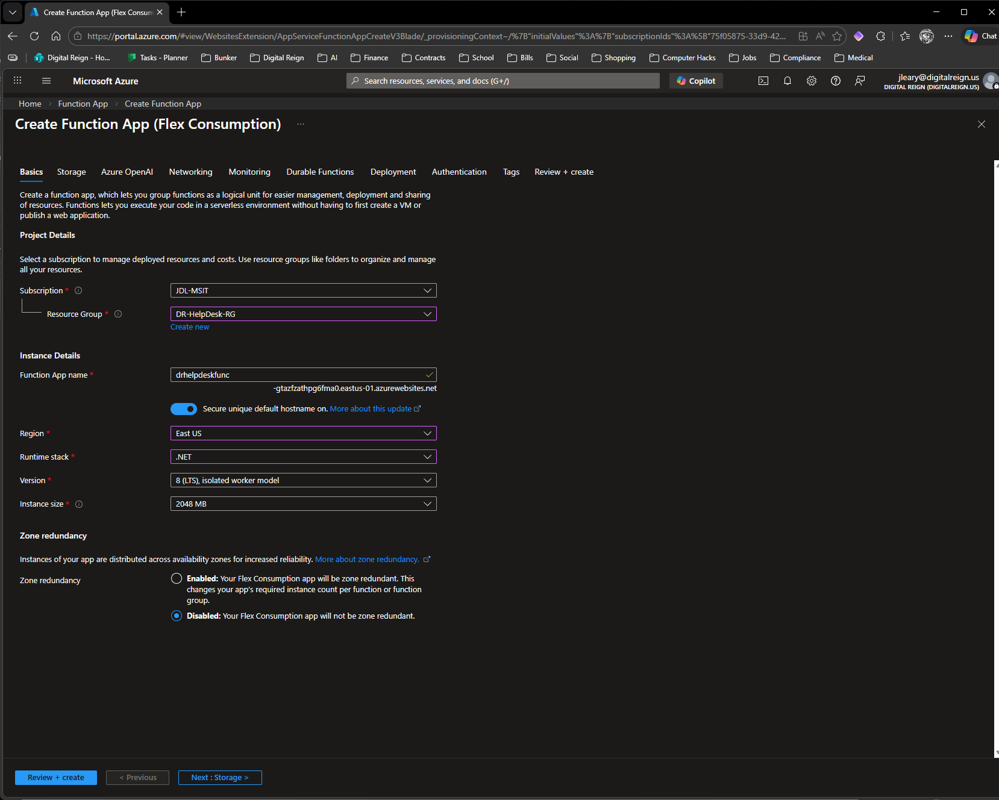 Create Function App (Flex Consum
https://portal.azure.com/#view/WebsitesExtension/AppServiceFunctionAppCreateV3Blade/_provisioningContext~/%7B"initialValues"%3A%7B"subscriptionIds"%3A%5B"75f05875-33d9-42...
Chat
Digital Reign - Ho...
Tasks - Planner
Bunker
Digital Reign
AI
Finance
Contracts
School
Bills
Social
Shopping
Computer Hacks
Jobs
Compliance
Medical
Microsoft Azure
Search resources, services, and docs (G+/)
Copilot
jleary@digitalreign.us
DIGITAL REIGN (DIGITALREIGN.US)
Home > Function App > Create Function App
Create Function App (Flex Consumption) ...
Basics Storage Azure OpenAI Networking Monitoring Durable Functions Deployment Authentication Tags Review + create
Create a function app, which lets you group functions as a logical unit for easier management, deployment and sharing
of resources. Functions lets you execute your code in a serverless environment without having to first create a VM or
publish a web application.
Project Details
Select a subscription to manage deployed resources and costs. Use resource groups like folders to organize and manage
all your resources.
Subscription *
JDL-MSIT
Resource Group *
DR-HelpDesk-RG
Create new
Instance Details
Function App name *
drhelpdeskfunc
-gtazfzathpg6fma0.eastus-01.azurewebsites.net
Secure unique default hostname on. More about this update
Region *
East US
Runtime stack *
.NET
Version *
8 (LTS), isolated worker model
Instance size *
2048 MB
Zone redundancy
Instances of your app are distributed across availability zones for increased reliability. More about zone redundancy.
Zone redundancy
Enabled: Your Flex Consumption app will be zone redundant. This
changes your app's required instance count per function or function
group.
Disabled: Your Flex Consumption app will not be zone redundant.
Review + create
< Previous
Next : Storage >